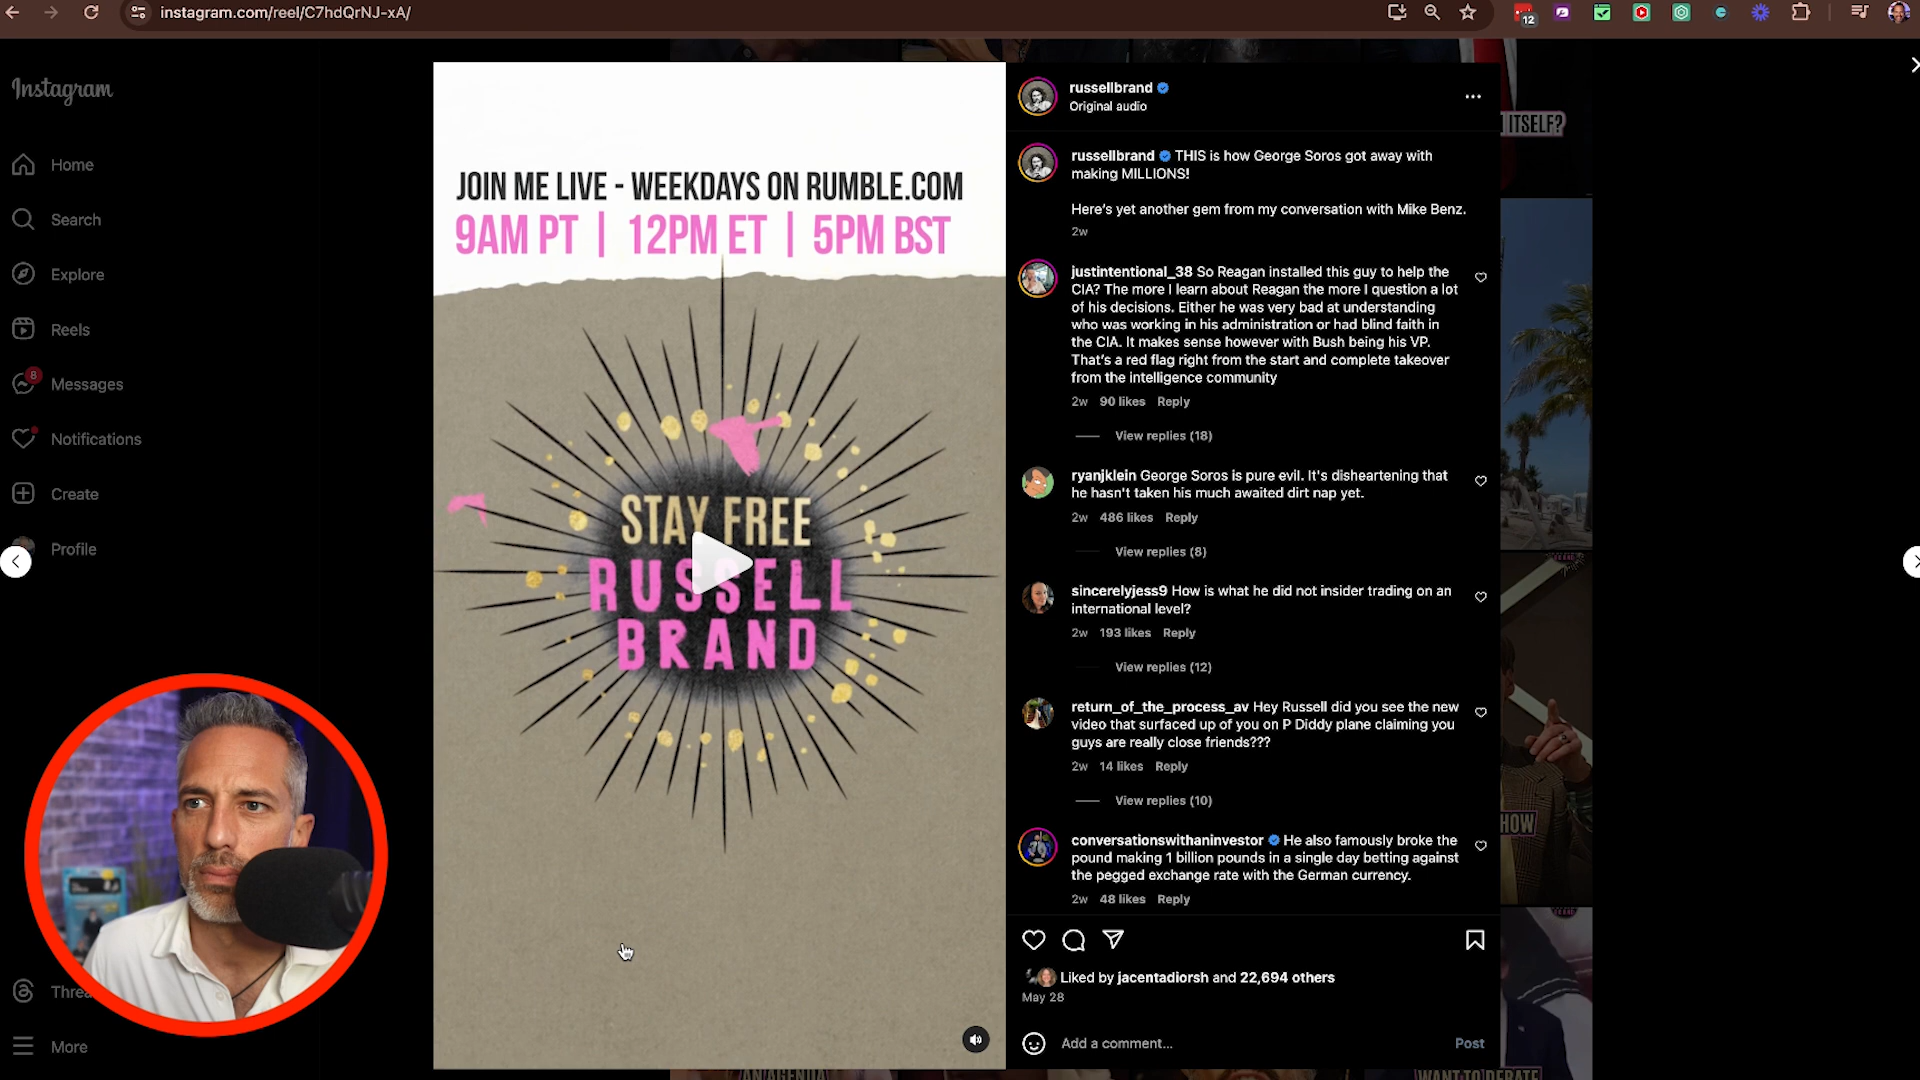 instagram.com/reel/C7hdQrNJ-xA/
12
Instagram
Home
Search
Explore
Reels
8
Messages
Notifications
Create
Profile
More
JOIN ME LIVE - WEEKDAYS ON RUMBLE.COM
9AM PT | 12PM ET | 5PM BST
STAY FREE
RUSSELL
BRAND
russellbrand
Original audio
russellbrand THIS is how George Soros got away with
making MILLIONS!
Here's yet another gem from my conversation with Mike Benz.
2w
justintentional_38 So Reagan installed this guy to help the
CIA? The more I learn about Reagan the more I question a lot
of his decisions. Either he was very bad at understanding
who was working in his administration or had blind faith in
the CIA. It makes sense however with Bush being his VP.
That's a red flag right from the start and complete takeover
from the intelligence community
2w 90 likes Reply
View replies (18)
ryanjklein George Soros is pure evil. It's disheartening that
he hasn't taken his much awaited dirt nap yet.
2w 486 likes Reply
View replies (8)
sincerelyjess9 How is what he did not insider trading on an
international level?
2w 193 likes Reply
View replies (12)
return_of_the_process_av Hey Russell did you see the new
video that surfaced up of you on P Diddy plane claiming you
guys are really close friends???
2w 14 likes Reply
View replies (10)
conversationswithaninvestor He also famously broke the
pound making 1 billion pounds in a single day betting against
the pegged exchange rate with the German currency.
2w 48 likes Reply
Liked by jacentadiorsh and 22,694 others
May 28
Add a comment...
Post
ITSELF?
HOW
AN AGENDA
WANT TO DEBATE